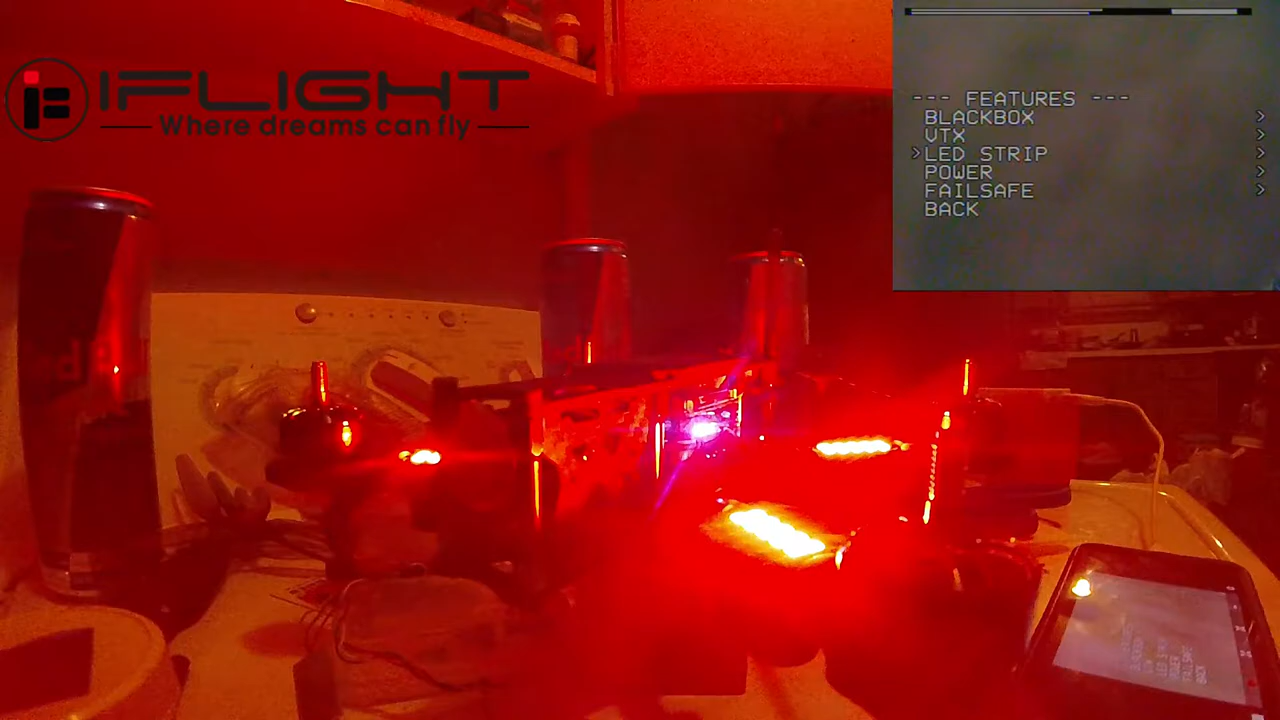 IFLIGHT
Where dreams can fly
--- FEATURES ---
BLACKBOX >
VTX >
>LED STRIP >
POWER >
FAILSAFE >
BACK